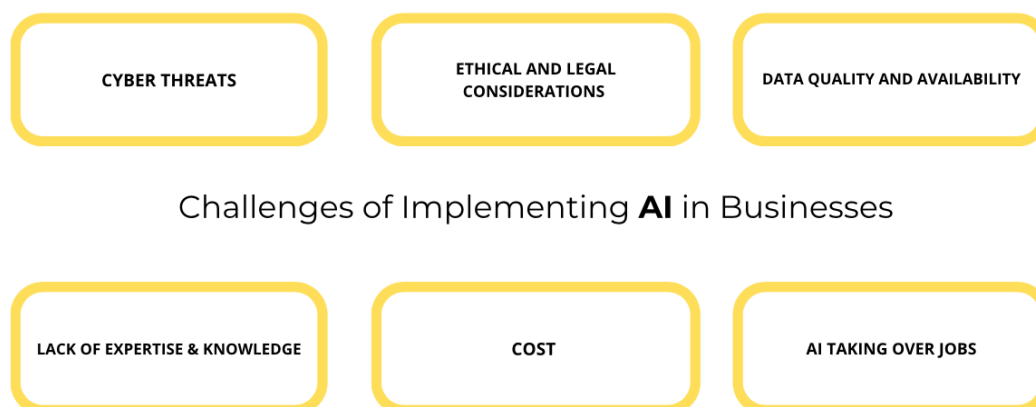 CYBER THREATS
ETHICAL AND LEGAL
CONSIDERATIONS
DATA QUALITY AND AVAILABILITY
Challenges of Implementing AI in Businesses
LACK OF EXPERTISE & KNOWLEDGE
COST
AI TAKING OVER JOBS